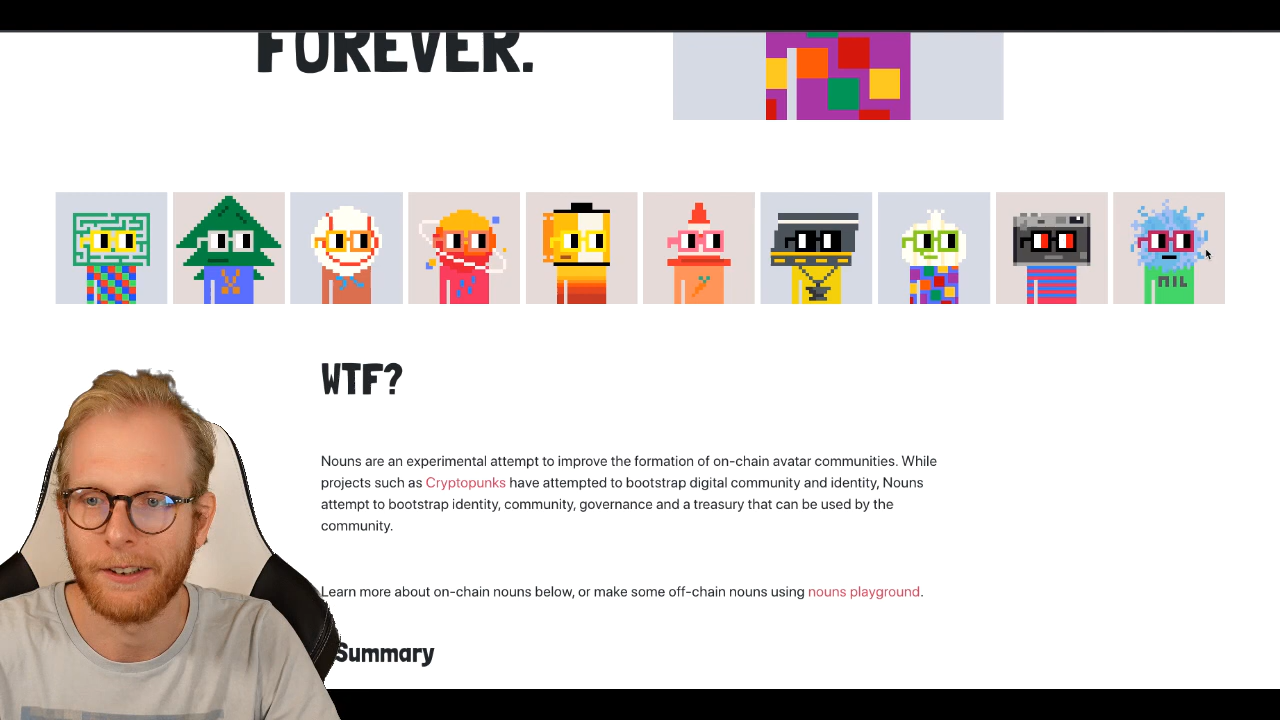 FOREVER.
NIL
WTF?
Nouns are an experimental attempt to improve the formation of on-chain avatar communities. While
projects such as Cryptopunks have attempted to bootstrap digital community and identity, Nouns
attempt to bootstrap identity, community, governance and a treasury that can be used by the
community.
Learn more about on-chain nouns below, or make some off-chain nouns using nouns playground.
Summary